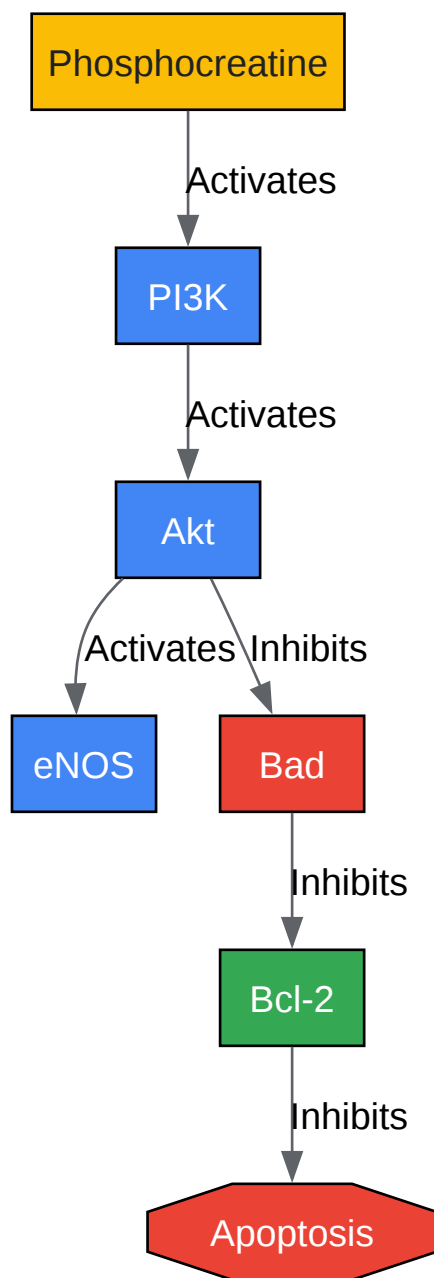 Phosphocreatine
Activates
PI3K
Activates
Akt
Activates
Inhibits
eNOS
Bad
Inhibits
Bcl-2
Inhibits
Apoptosis